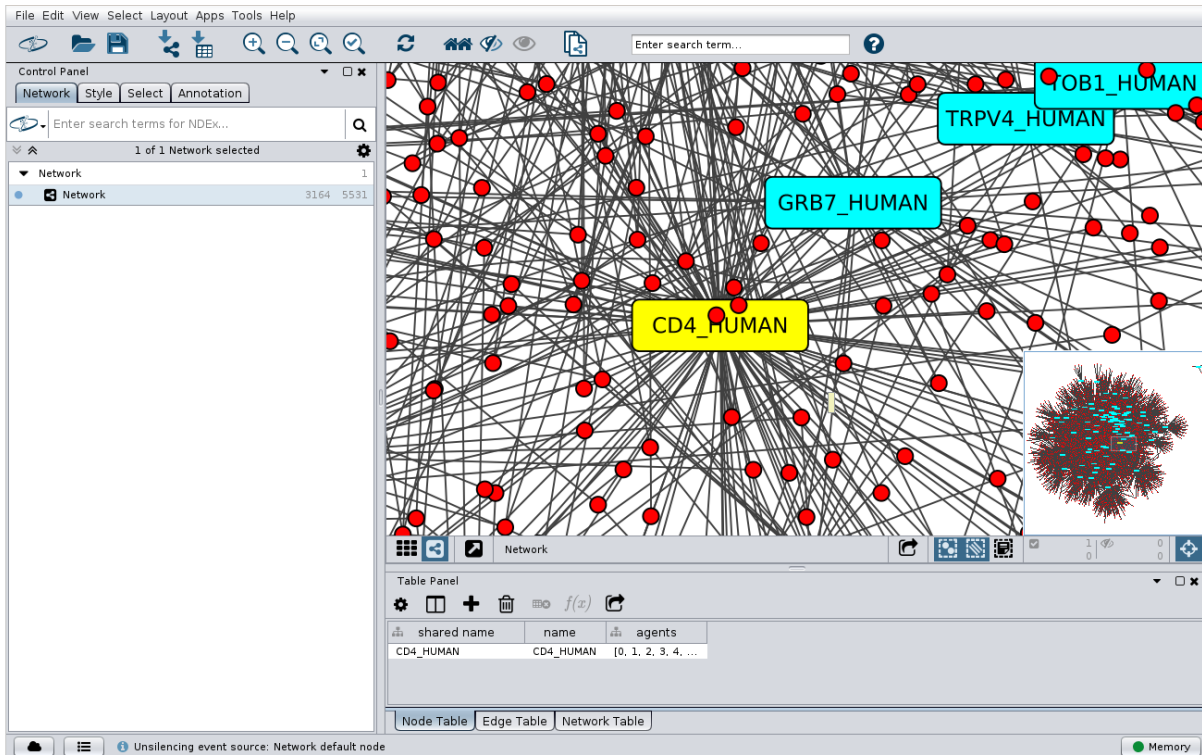 File Edit View Select Layout Apps Tools Help
Enter search term...
Control Panel
Network Style Select Annotation
Enter search terms for NDEx...
1 of 1 Network selected
Network 1
Network 3164 5531
TOB1_HUMAN
TRPV4_HUMAN
GRB7_HUMAN
CD4_HUMAN
Network 1 0 0 0
Table Panel
f(x)
shared name name agents
CD4_HUMAN CD4_HUMAN [0, 1, 2, 3, 4, ...
Node Table Edge Table Network Table
Unsilencing event source: Network default node
Memory